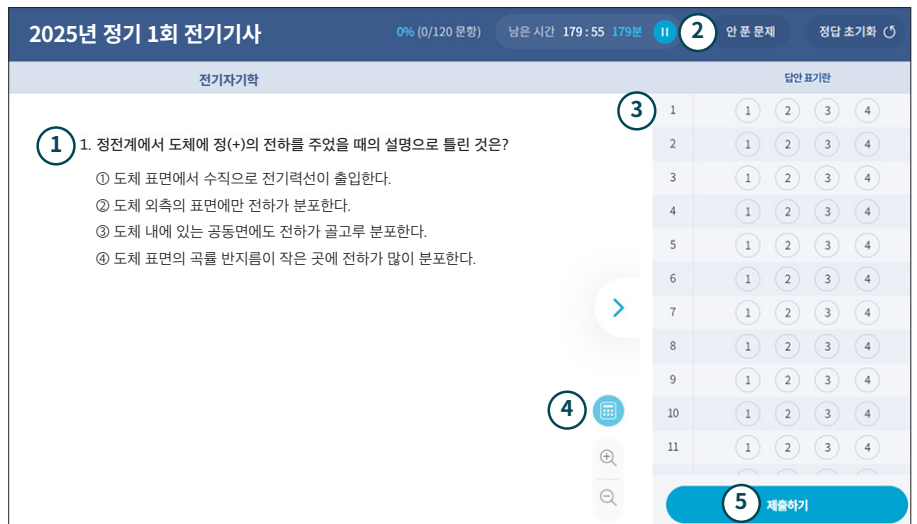 2025년 정기 1회 전기기사
0% (0/120 문항) 남은 시간 179 : 55 179분 2 안 푼 문제 정답 초기화
전기자기학
답안 표기란
1 1. 정전계에서 도체에 정(+)의 전하를 주었을 때의 설명으로 틀린 것은?
① 도체 표면에서 수직으로 전기력선이 출입한다.
② 도체 외측의 표면에만 전하가 분포한다.
③ 도체 내에 있는 공동면에도 전하가 골고루 분포한다.
④ 도체 표면의 곡률 반지름이 작은 곳에 전하가 많이 분포한다.
3 1 1 2 3 4
2 1 2 3 4
3 1 2 3 4
4 1 2 3 4
5 1 2 3 4
6 1 2 3 4
7 1 2 3 4
8 1 2 3 4
9 1 2 3 4
4
10 1 2 3 4
11 1 2 3 4
5 제출하기